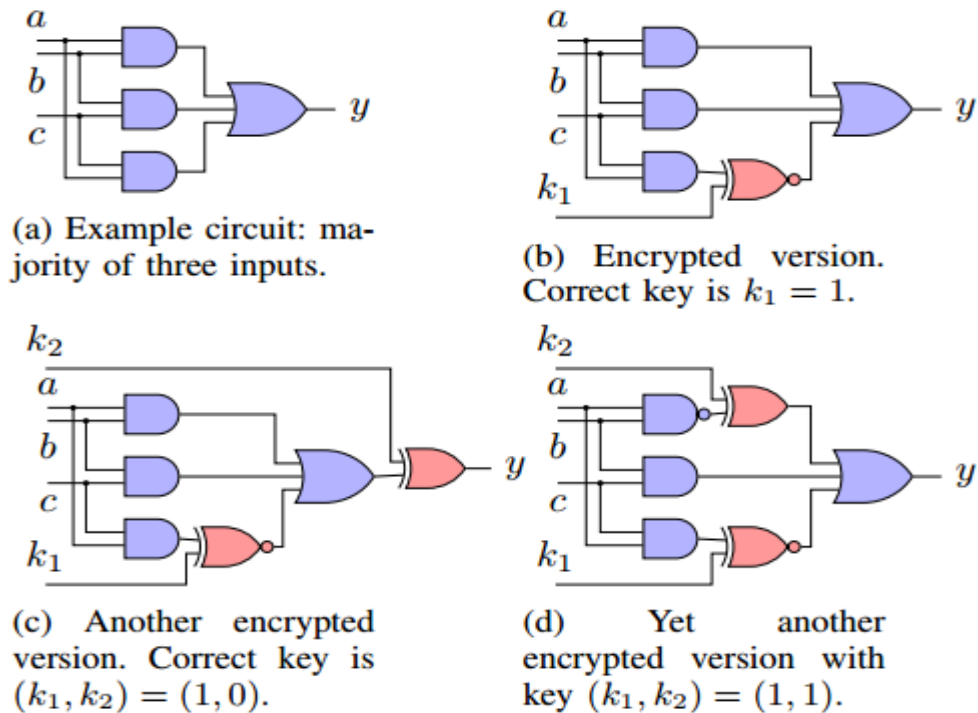 a
b
c
y
(a) Example circuit: ma-
jority of three inputs.
a
b
c
k₁
y
(b) Encrypted version.
Correct key is k₁ = 1.
k₂
a
b
c
k₁
y
(c) Another encrypted
version. Correct key is
(k₁, k₂) = (1, 0).
k₂
a
b
c
k₁
y
(d) Yet another
encrypted version with
key (k₁, k₂) = (1, 1).